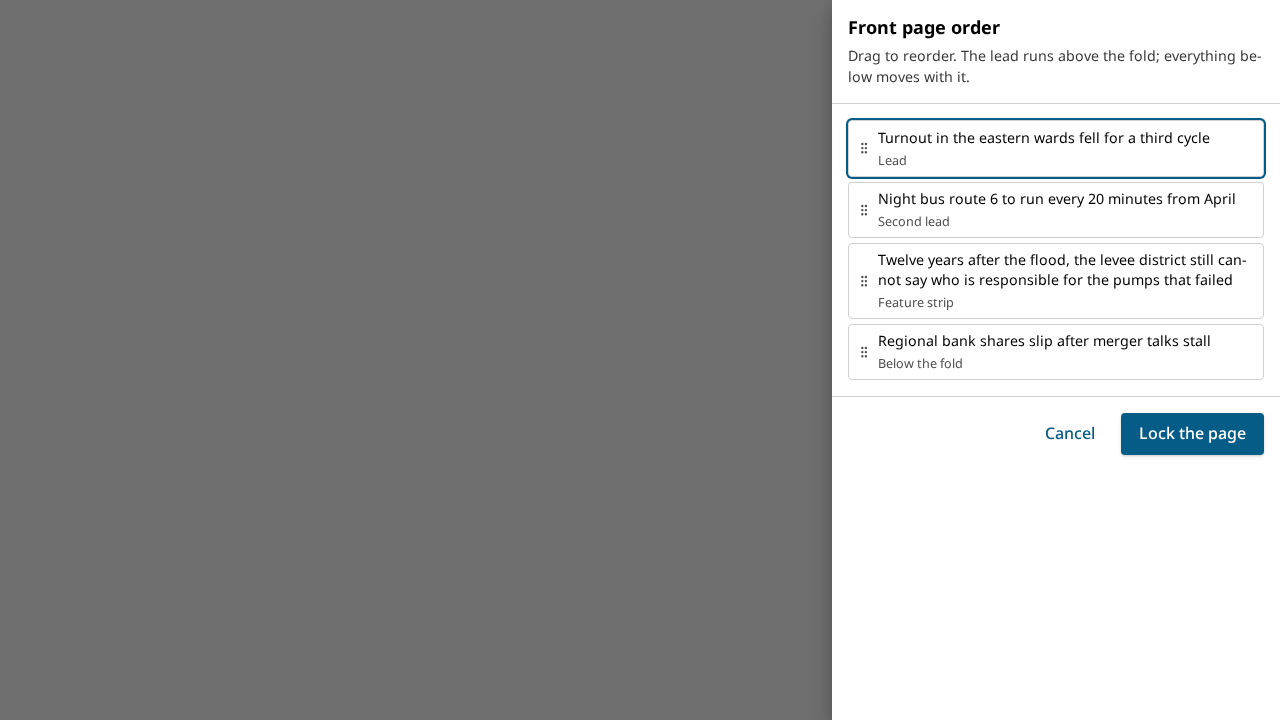 Front page order
Drag to reorder. The lead runs above the fold; everything be-
low moves with it.
Turnout in the eastern wards fell for a third cycle
Lead
Night bus route 6 to run every 20 minutes from April
Second lead
Twelve years after the flood, the levee district still can-
not say who is responsible for the pumps that failed
Feature strip
Regional bank shares slip after merger talks stall
Below the fold
Cancel
Lock the page